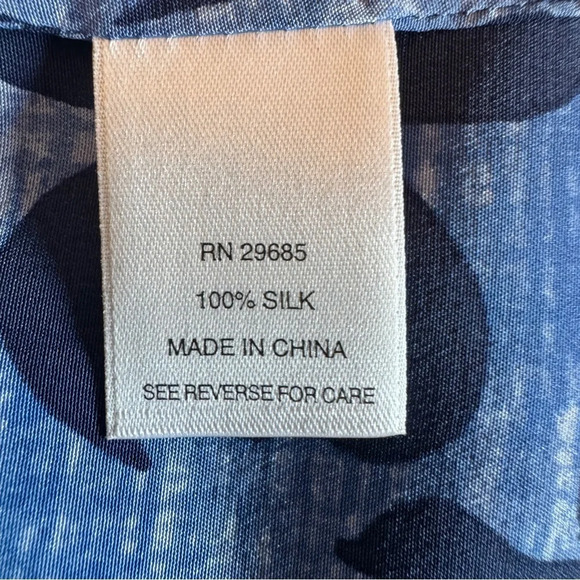 RN 29685
100% SILK
MADE IN CHINA
SEE REVERSE FOR CARE